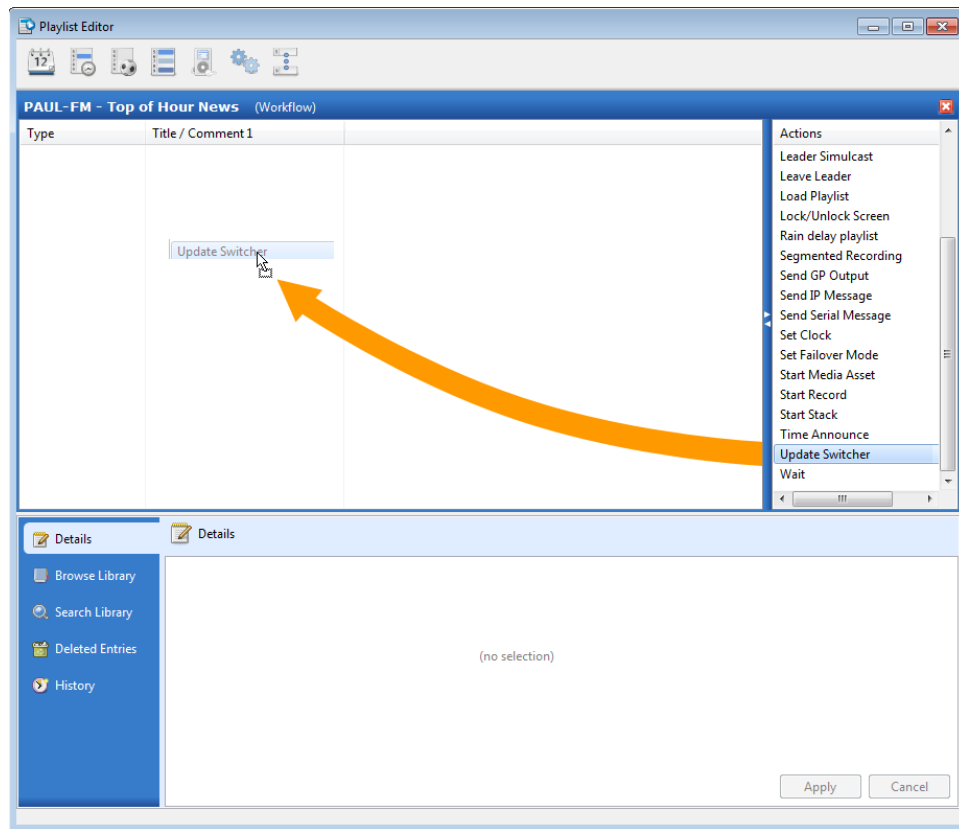 Playlist Editor
12
PAUL-FM - Top of Hour News (Workflow)
Type Title / Comment 1 Actions
Leader Simulcast
Leave Leader
Load Playlist
Lock/Unlock Screen
Rain delay playlist
Update Switcher
Segmented Recording
Send GP Output
Send IP Message
Send Serial Message
Set Clock
Set Failover Mode
Start Media Asset
Start Record
Start Stack
Time Announce
Update Switcher
Wait
Details
Details
Browse Library
Search Library
Deleted Entries
(no selection)
History
Apply Cancel